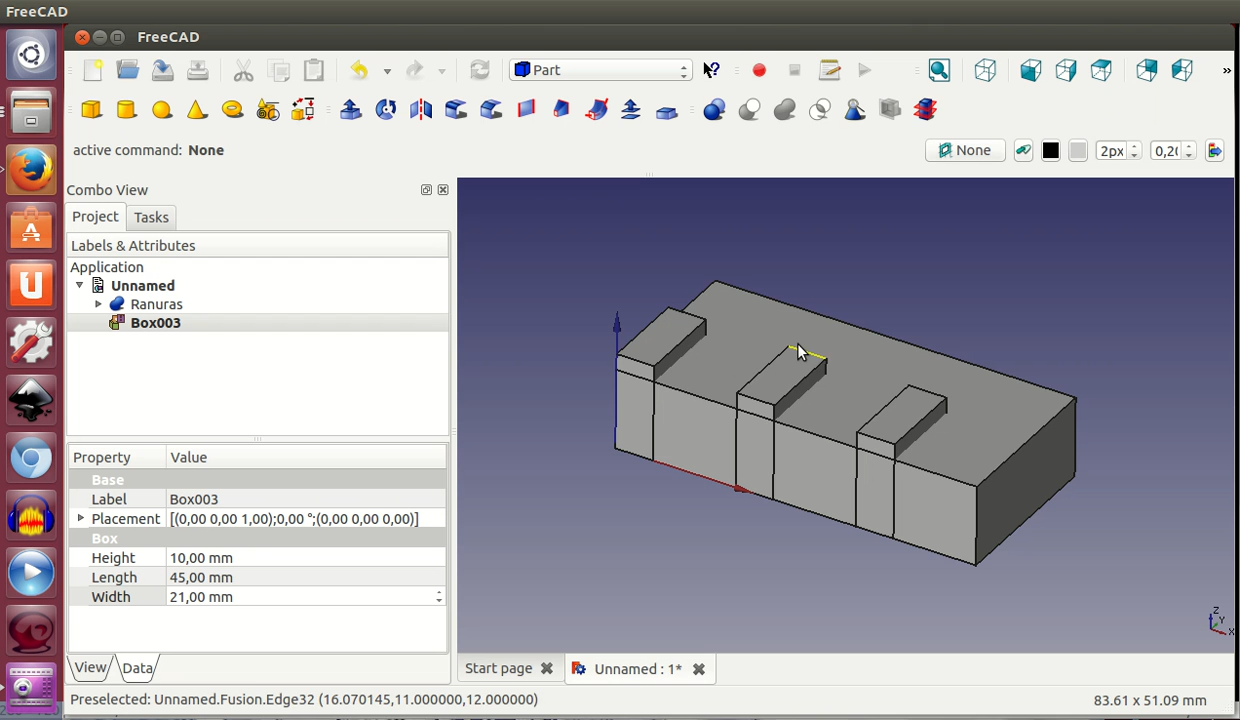 FreeCAD
FreeCAD
Part
»
active command: None
None
2px
0,2(
Combo View
Project
Tasks
Labels & Attributes
Application
Unnamed
Ranuras
Box003
Property
Value
Base
Label
Box003
Placement
[(0,00 0,00 1,00);0,00 °;(0,00 0,00 0,00)]
Box
Height
10,00 mm
Length
45,00 mm
Width
21,00 mm
View
Data
Z
Y
X
Start page
Unnamed : 1*
Preselected: Unnamed.Fusion.Edge32 (16.070145,11.000000,12.000000)
83.61 x 51.09 mm